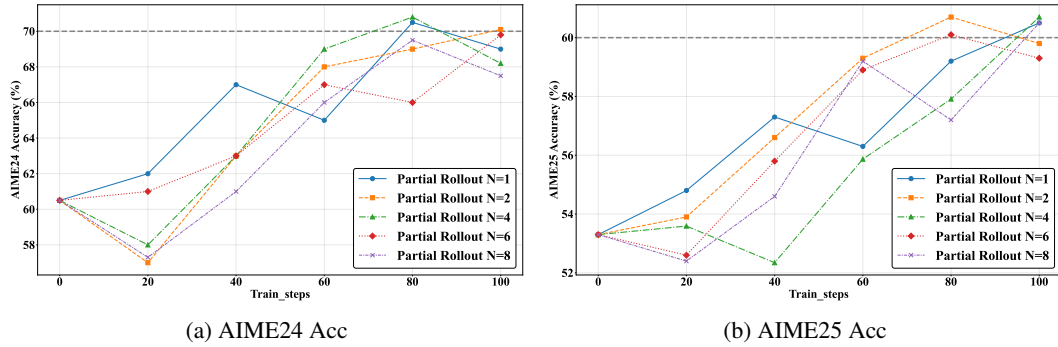 70
68
66
64
62
60
58
AIME24 Accuracy (%)
0
20
40
60
80
100
Train_steps
Partial Rollout N=1
Partial Rollout N=2
Partial Rollout N=4
Partial Rollout N=6
Partial Rollout N=8
(a) AIME24 Acc
60
58
56
54
52
AIME25 Accuracy (%)
0
20
40
60
80
100
Train_steps
Partial Rollout N=1
Partial Rollout N=2
Partial Rollout N=4
Partial Rollout N=6
Partial Rollout N=8
(b) AIME25 Acc